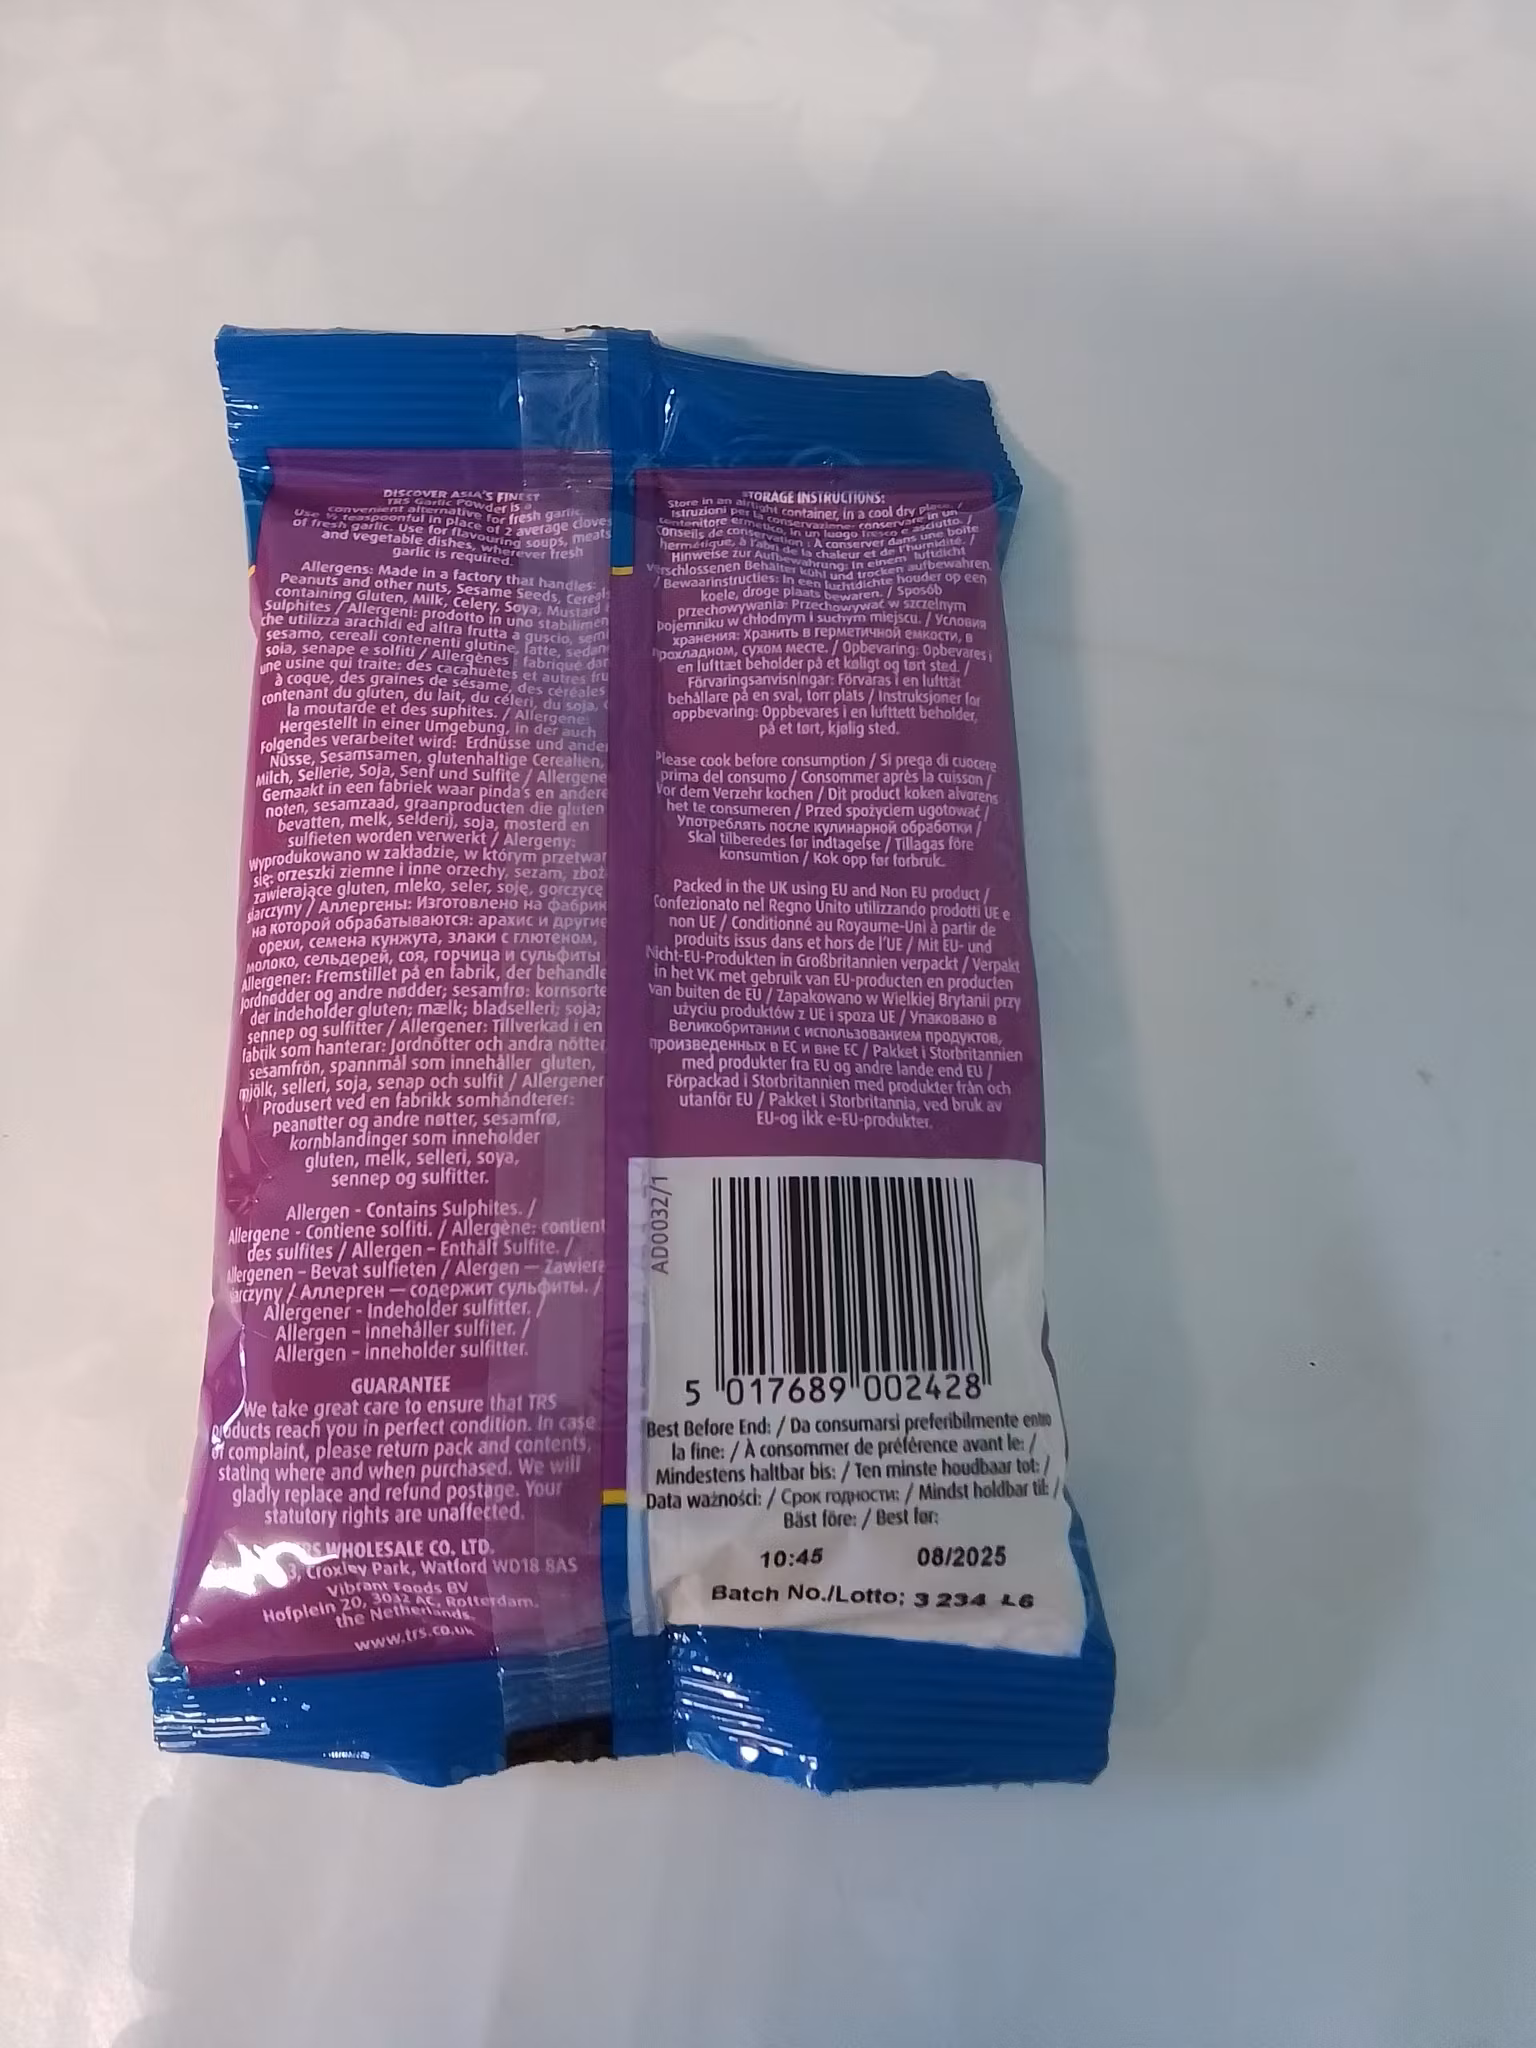 DISCOVER ASIA'S FINEST
TRS Garlic Powder is a
convenient alternative for fresh garlic.
Use ½ teaspoonful in place of 2 average cloves
of fresh garlic. Use for flavouring soups, meats
and vegetable dishes, wherever fresh
garlic is required.
Allergens: Made in a factory that handles:
Peanuts and other nuts, Sesame Seeds, Cereals
containing Gluten, Milk, Celery, Soya, Mustard
Sulphites / Allergeni: prodotto in uno
che utilizza arachidi ed altra frutta a guscio,
sesamo, cereali contenenti glutine, latte,
soia, senape e solfiti / Allergènes: fabriqué
une usine qui traite: des cacahuètes et autres
à coque, des graines de sésame, des céréales
contenant du gluten, du lait, du céleri, du soja,
la moutarde et des suphites. / Allergene:
Hergestellt in einer Umgebung, in der auch
Folgendes verarbeitet wird: Erdnüsse und
Nüsse, Sesamsamen, glutenhaltige Cerealien,
Milch, Sellerie, Soja, Senf und Sulfite / Allergene
Gemaakt in een fabriek waar pinda's en andere
noten, sesamzaad, graanproducten die gluten
bevatten, melk, selderij, soja, mosterd en
sulfieten worden verwerkt / Alergeny:
Wyprodukowano w zakładzie, w którym
się: orzeszki ziemne i inne orzechy, sezam,
zawierające gluten, mleko, seler, soję, gorczycę
siarczyny / Аллергены: Изготовлено на
на которой обрабатываются: арахис и другие
орехи, семена кунжута, злаки с глютеном,
молоко, сельдерей, соя, горчица и сульфиты
Allergener: Fremstillet på en fabrik, der
Jordnødder og andre nødder; sesamfrø; kornsorte
der indeholder gluten; mælk; bladselleri; soja;
sennep og sulfitter / Allergener: Tillverkad i en
fabrik som hanterar: Jordnötter och andra
sesamfrön, spannmål som innehåller gluten,
mjölk, selleri, soja, senap och sulfit / Allergener
Produsert ved en fabrikk somhåndterer:
peanøtter og andre nøtter, sesamfrø,
kornblandinger som inneholder
gluten, melk, selleri, soya,
sennep og sulfitter.
Allergen - Contains Sulphites. /
Allergene - Contiene solfiti. / Allergène: contient
des sulfites / Allergen – Enthält Sulfite. /
Allergenen – Bevat sulfieten / Alergen — Zawiera
siarczyny / Аллерген — содержит сульфиты. /
Allergener - Indeholder sulfitter. /
Allergen – innehåller sulfiter. /
Allergen – inneholder sulfitter.
GUARANTEE
We take great care to ensure that TRS
products reach you in perfect condition. In case
of complaint, please return pack and contents,
stating where and when purchased. We will
gladly replace and refund postage. Your
statutory rights are unaffected.
TRS WHOLESALE CO. LTD.
3, Croxley Park, Watford WD18 8AS
Vibrant Foods BV
Hofplein 20, 3032 AC, Rotterdam,
the Netherlands
www.trs.co.uk
STORAGE INSTRUCTIONS:
Store in an airtight container, in a cool dry place. /
Istruzioni per la conservazione: conservare in un
contenitore ermetico, in un luogo fresco e asciutto. /
Conseils de conservation : À conserver dans une boîte
hermétique, à l'abri de la chaleur et de l'humidité. /
Hinweise zur Aufbewahrung: In einem luftdicht
verschlossenen Behälter kühl und trocken aufbewahren.
/ Bewaarinstructies: In een luchtdichte houder op een
koele, droge plaats bewaren. / Sposób
przechowywania: Przechowywać w szczelnym
pojemniku w chłodnym i suchym miejscu. / Условия
хранения: Хранить в герметичной емкости, в
прохладном, сухом месте. / Opbevaring: Opbevares i
en lufttæt beholder på et køligt og tørt sted. /
Förvaringsanvisningar: Förvaras i en lufttät
behållare på en sval, torr plats / Instruksjoner for
oppbevaring: Oppbevares i en lufttett beholder,
på et tørt, kjølig sted.
Please cook before consumption / Si prega di cuocere
prima del consumo / Consommer après la cuisson /
Vor dem Verzehr kochen / Dit product koken alvorens
het te consumeren / Przed spożyciem ugotować /
Употреблять после кулинарной обработки /
Skal tilberedes før indtagelse / Tillagas före
konsumtion / Kok opp før forbruk.
Packed in the UK using EU and Non EU product /
Confezionato nel Regno Unito utilizzando prodotti UE e
non UE / Conditionné au Royaume-Uni à partir de
produits issus dans et hors de l'UE / Mit EU- und
Nicht-EU-Produkten in Großbritannien verpackt / Verpakt
in het VK met gebruik van EU-producten en producten
van buiten de EU / Zapakowano w Wielkiej Brytanii przy
użyciu produktów z UE i spoza UE / Упаковано в
Великобритании с использованием продуктов,
произведенных в ЕС и вне ЕС / Pakket i Storbritannien
med produkter fra EU og andre lande end EU /
Förpackad i Storbritannien med produkter från och
utanför EU / Pakket i Storbritannia, ved bruk av
EU-og ikk e-EU-produkter.
AD0032/1
5 017689 002428
Best Before End: / Da consumarsi preferibilmente entro
la fine: / À consommer de préférence avant le: /
Mindestens haltbar bis: / Ten minste houdbaar tot: /
Data ważności: / Срок годности: / Mindst holdbar til: /
Bäst före: / Best før:
10:45 08/2025
Batch No./Lotto: 3 234 L6